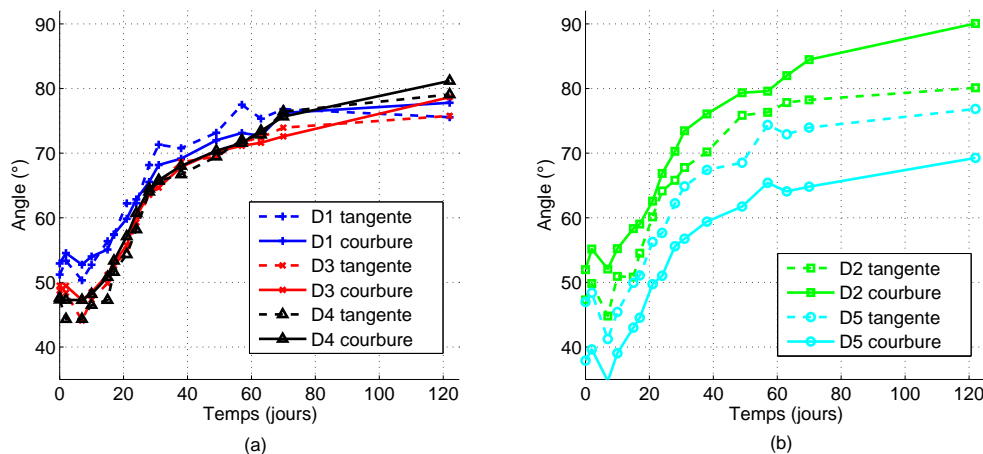 90
80
70
60
50
40
Angle (°)
0 20 40 60 80 100 120
Temps (jours)
D1 tangente
D1 courbure
D3 tangente
D3 courbure
D4 tangente
D4 courbure
(a)
90
80
70
60
50
40
Angle (°)
0 20 40 60 80 100 120
Temps (jours)
D2 tangente
D2 courbure
D5 tangente
D5 courbure
(b)